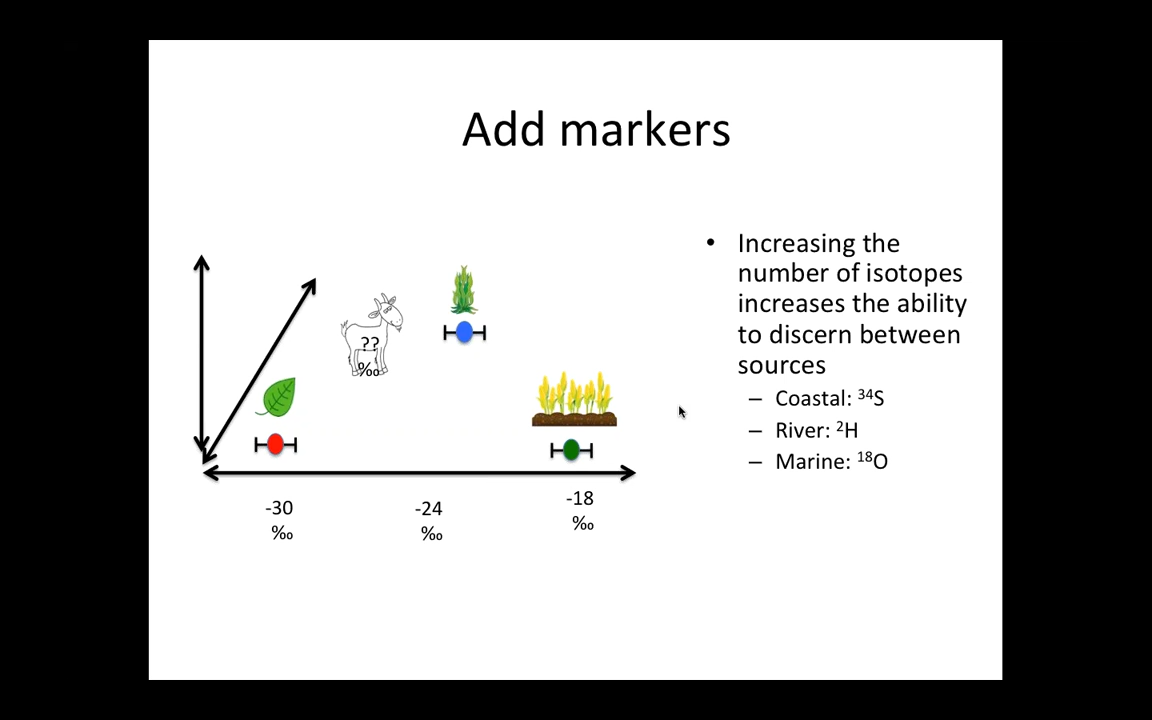 Add markers
• Increasing the
number of isotopes
increases the ability
to discern between
sources
– Coastal: ³⁴S
– River: ²H
– Marine: ¹⁸O
??
‰
-30
‰
-24
‰
-18
‰